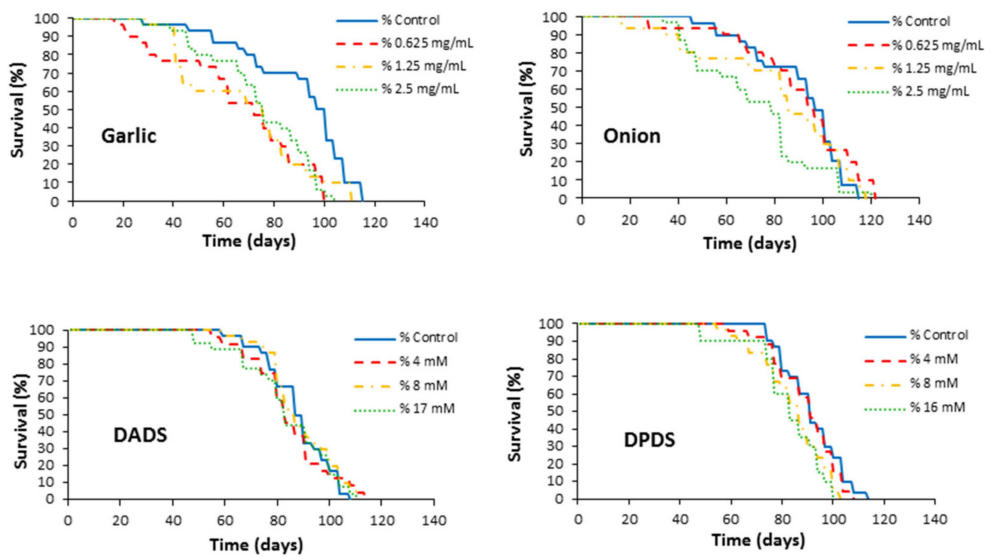 % Control
% 0.625 mg/mL
% 1.25 mg/mL
% 2.5 mg/mL
Survival (%)
100
90
80
70
60
50
40
30
20
10
0
Garlic
0 20 40 60 80 100 120 140
Time (days)
% Control
% 0.625 mg/mL
% 1.25 mg/mL
% 2.5 mg/mL
Survival (%)
100
90
80
70
60
50
40
30
20
10
0
Onion
0 20 40 60 80 100 120 140
Time (days)
% Control
% 4 mM
% 8 mM
% 17 mM
Survival (%)
100
90
80
70
60
50
40
30
20
10
0
DADS
0 20 40 60 80 100 120 140
Time (days)
% Control
% 4 mM
% 8 mM
% 16 mM
Survival (%)
100
90
80
70
60
50
40
30
20
10
0
DPDS
0 20 40 60 80 100 120 140
Time (days)